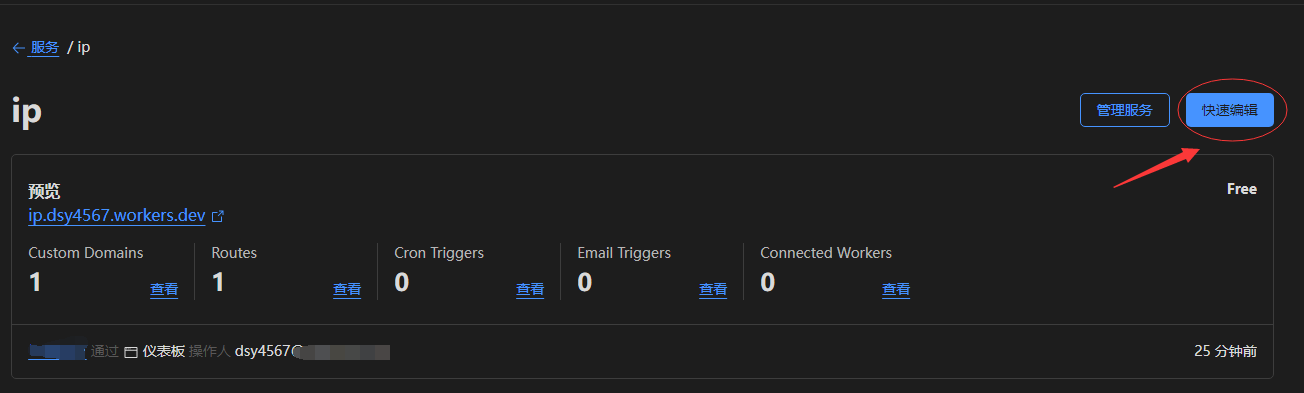 ← 服务 / ip
ip
管理服务 快速编辑
预览 Free
ip.dsy4567.workers.dev
Custom Domains Routes Cron Triggers Email Triggers Connected Workers
1 查看 1 查看 0 查看 0 查看 0 查看
通过 仪表板 操作人 dsy4567@ 25 分钟前